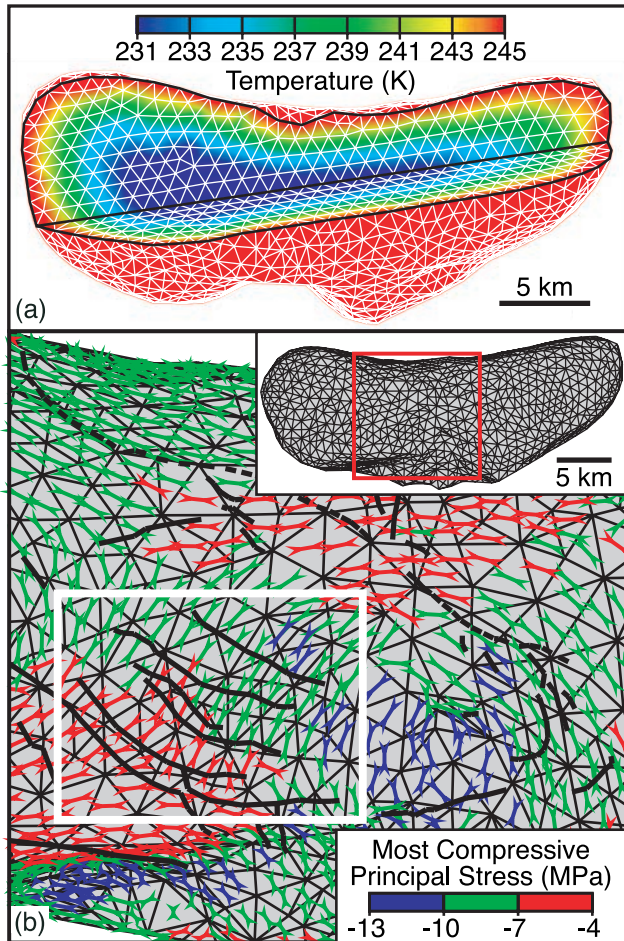 231 233 235 237 239 241 243 245
Temperature (K)
5 km
(a)
5 km
Most Compressive
Principal Stress (MPa)
-13 -10 -7 -4
(b)